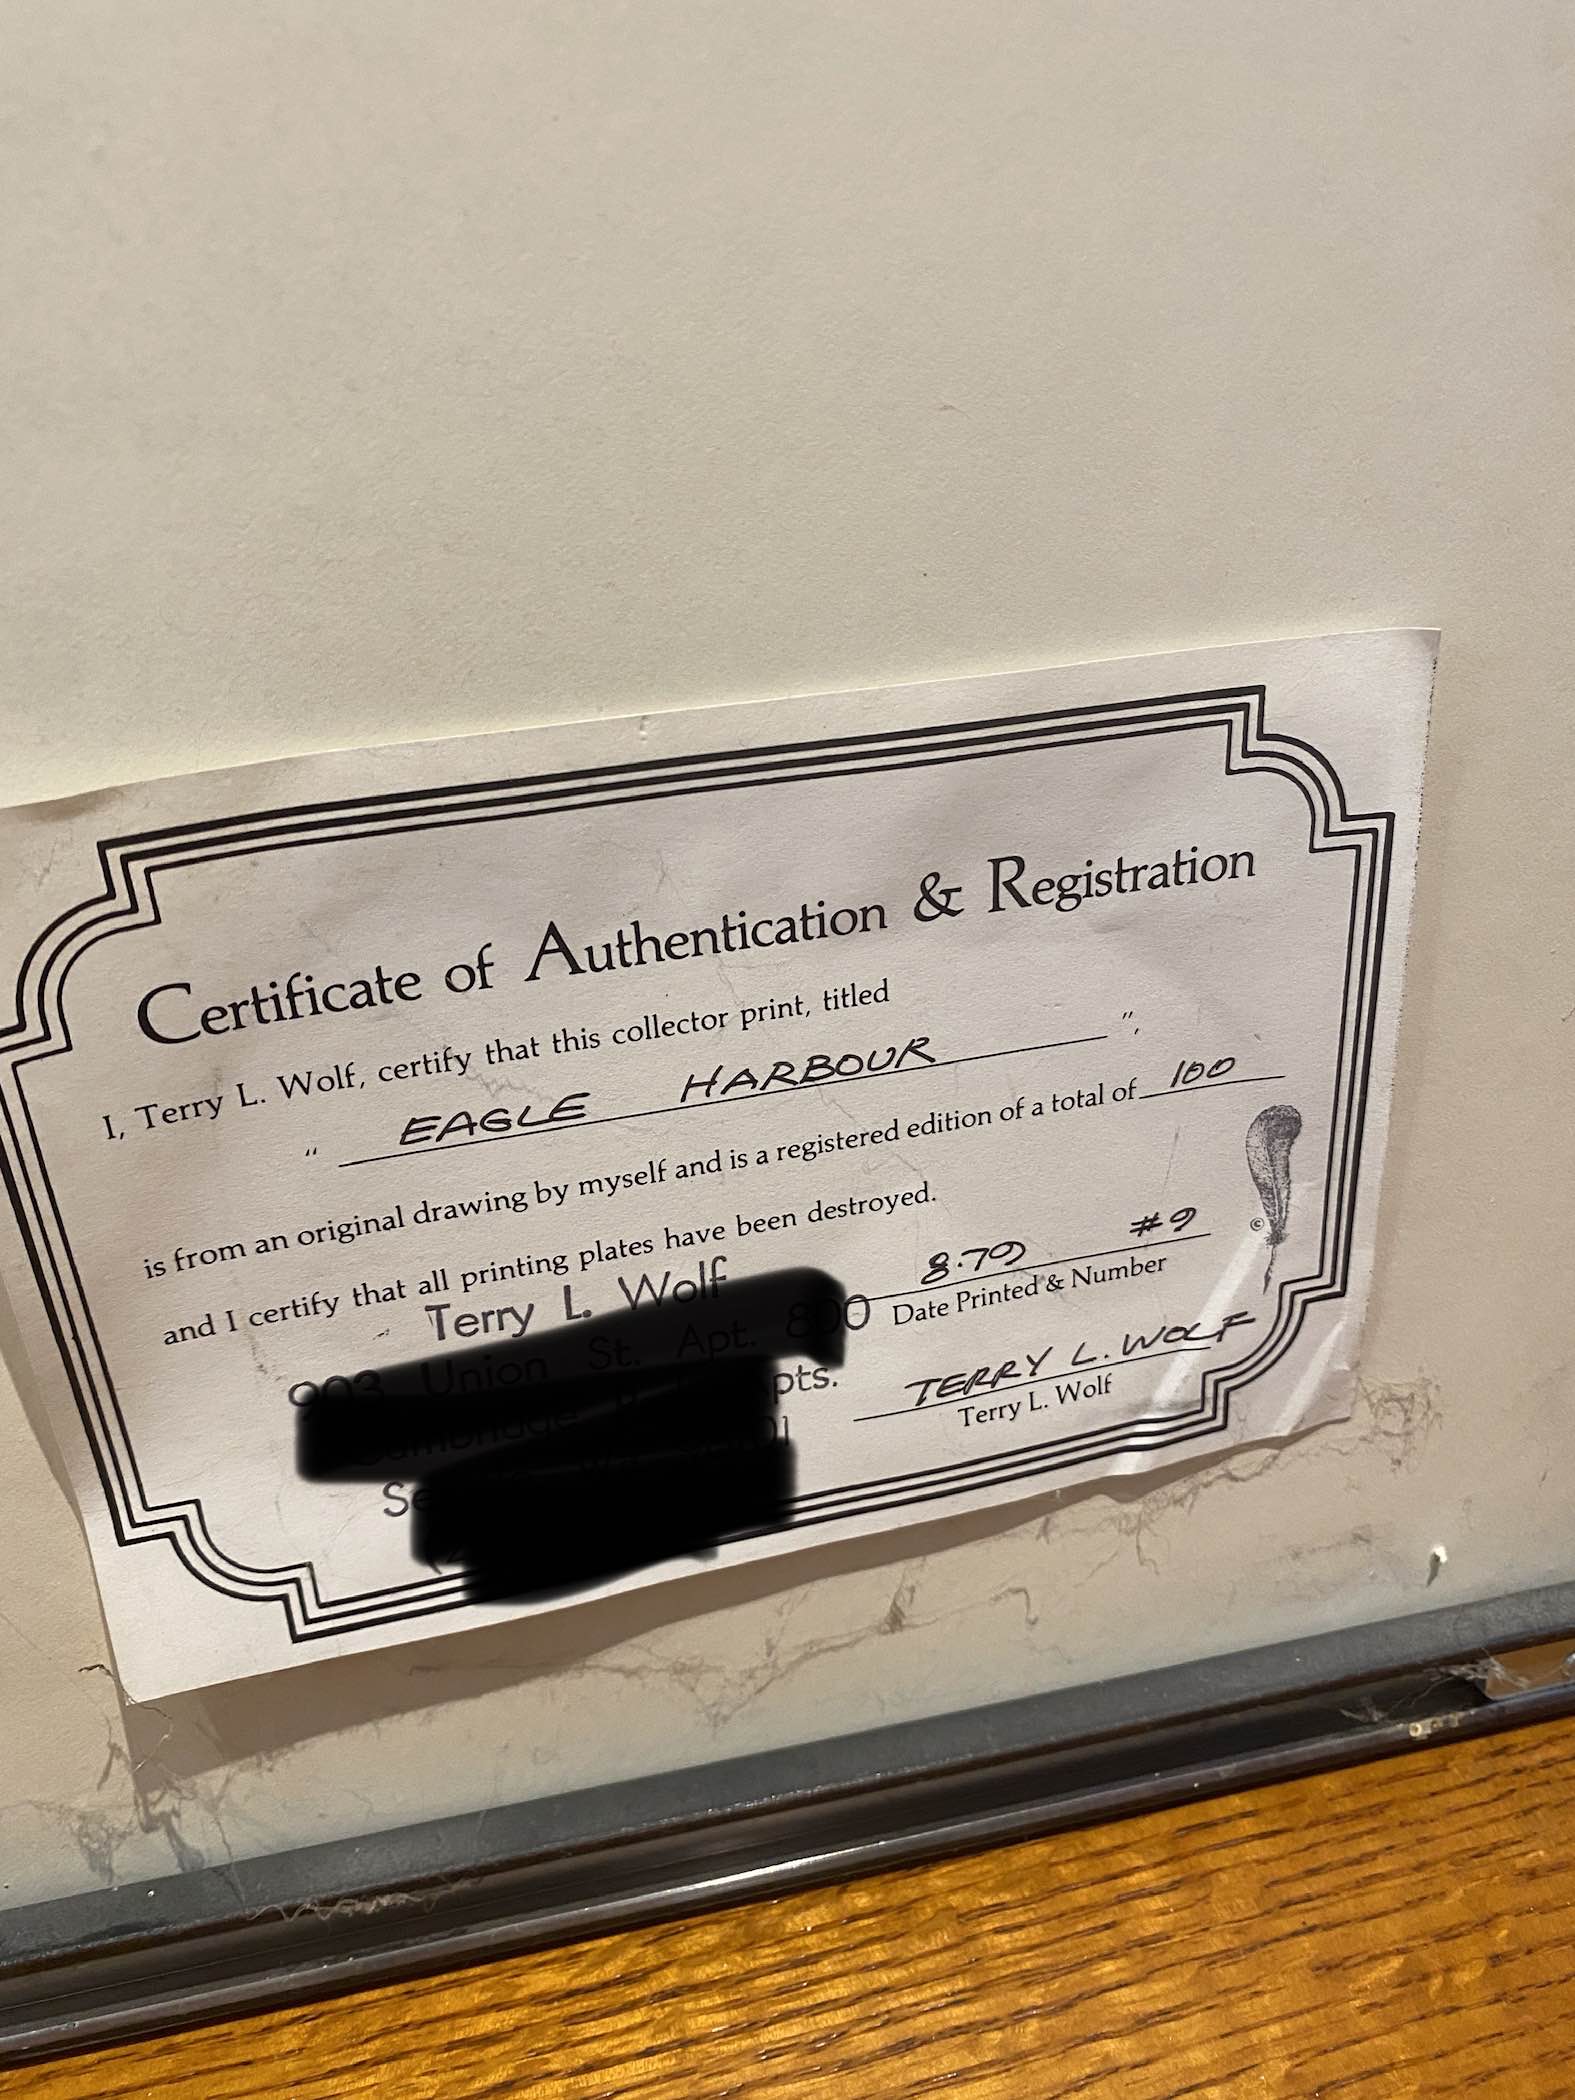 Certificate of Authentication & Registration
I, Terry L. Wolf, certify that this collector print, titled
" EAGLE HARBOUR ",
is from an original drawing by myself and is a registered edition of a total of 100
and I certify that all printing plates have been destroyed.
©
Terry L. Wolf
8.79 #9
Date Printed & Number
TERRY L. WOLF
Terry L. Wolf